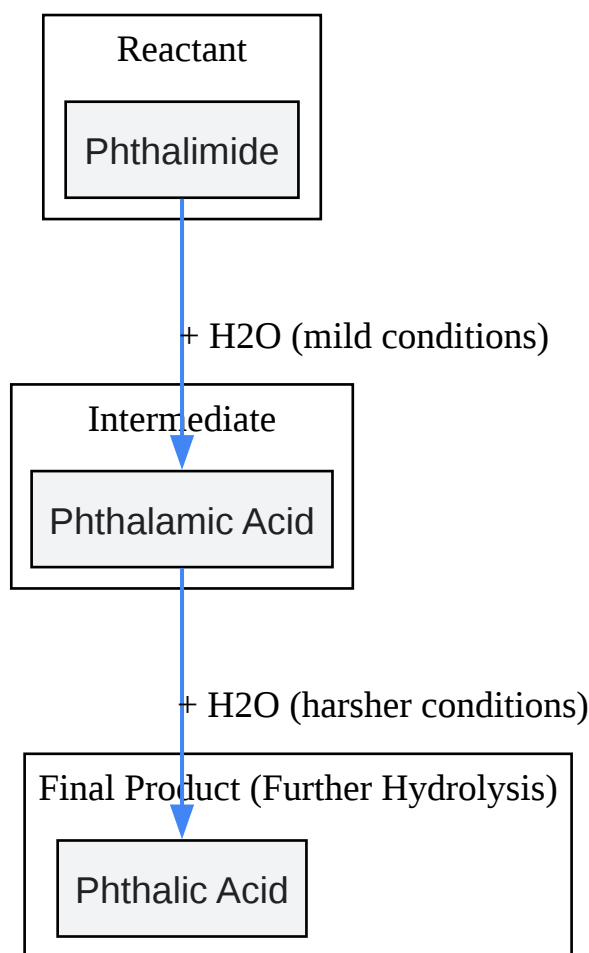 Reactant
Phthalimide
+ H2O (mild conditions)
Intermediate
Phthalamic Acid
+ H2O (harsher conditions)
Final Product (Further Hydrolysis)
Phthalic Acid